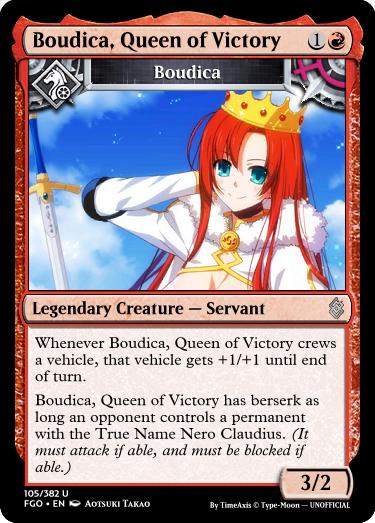 Boudica, Queen of Victory 1
Boudica
Legendary Creature — Servant
Whenever Boudica, Queen of Victory crews
a vehicle, that vehicle gets +1/+1 until end
of turn.
Boudica, Queen of Victory has berserk as
long an opponent controls a permanent
with the True Name Nero Claudius. (It
must attack if able, and must be blocked if
able.)
3/2
105/382 U
FGO • EN Aotsuki Takao
By TimeAxis © Type-Moon — UNOFFICIAL